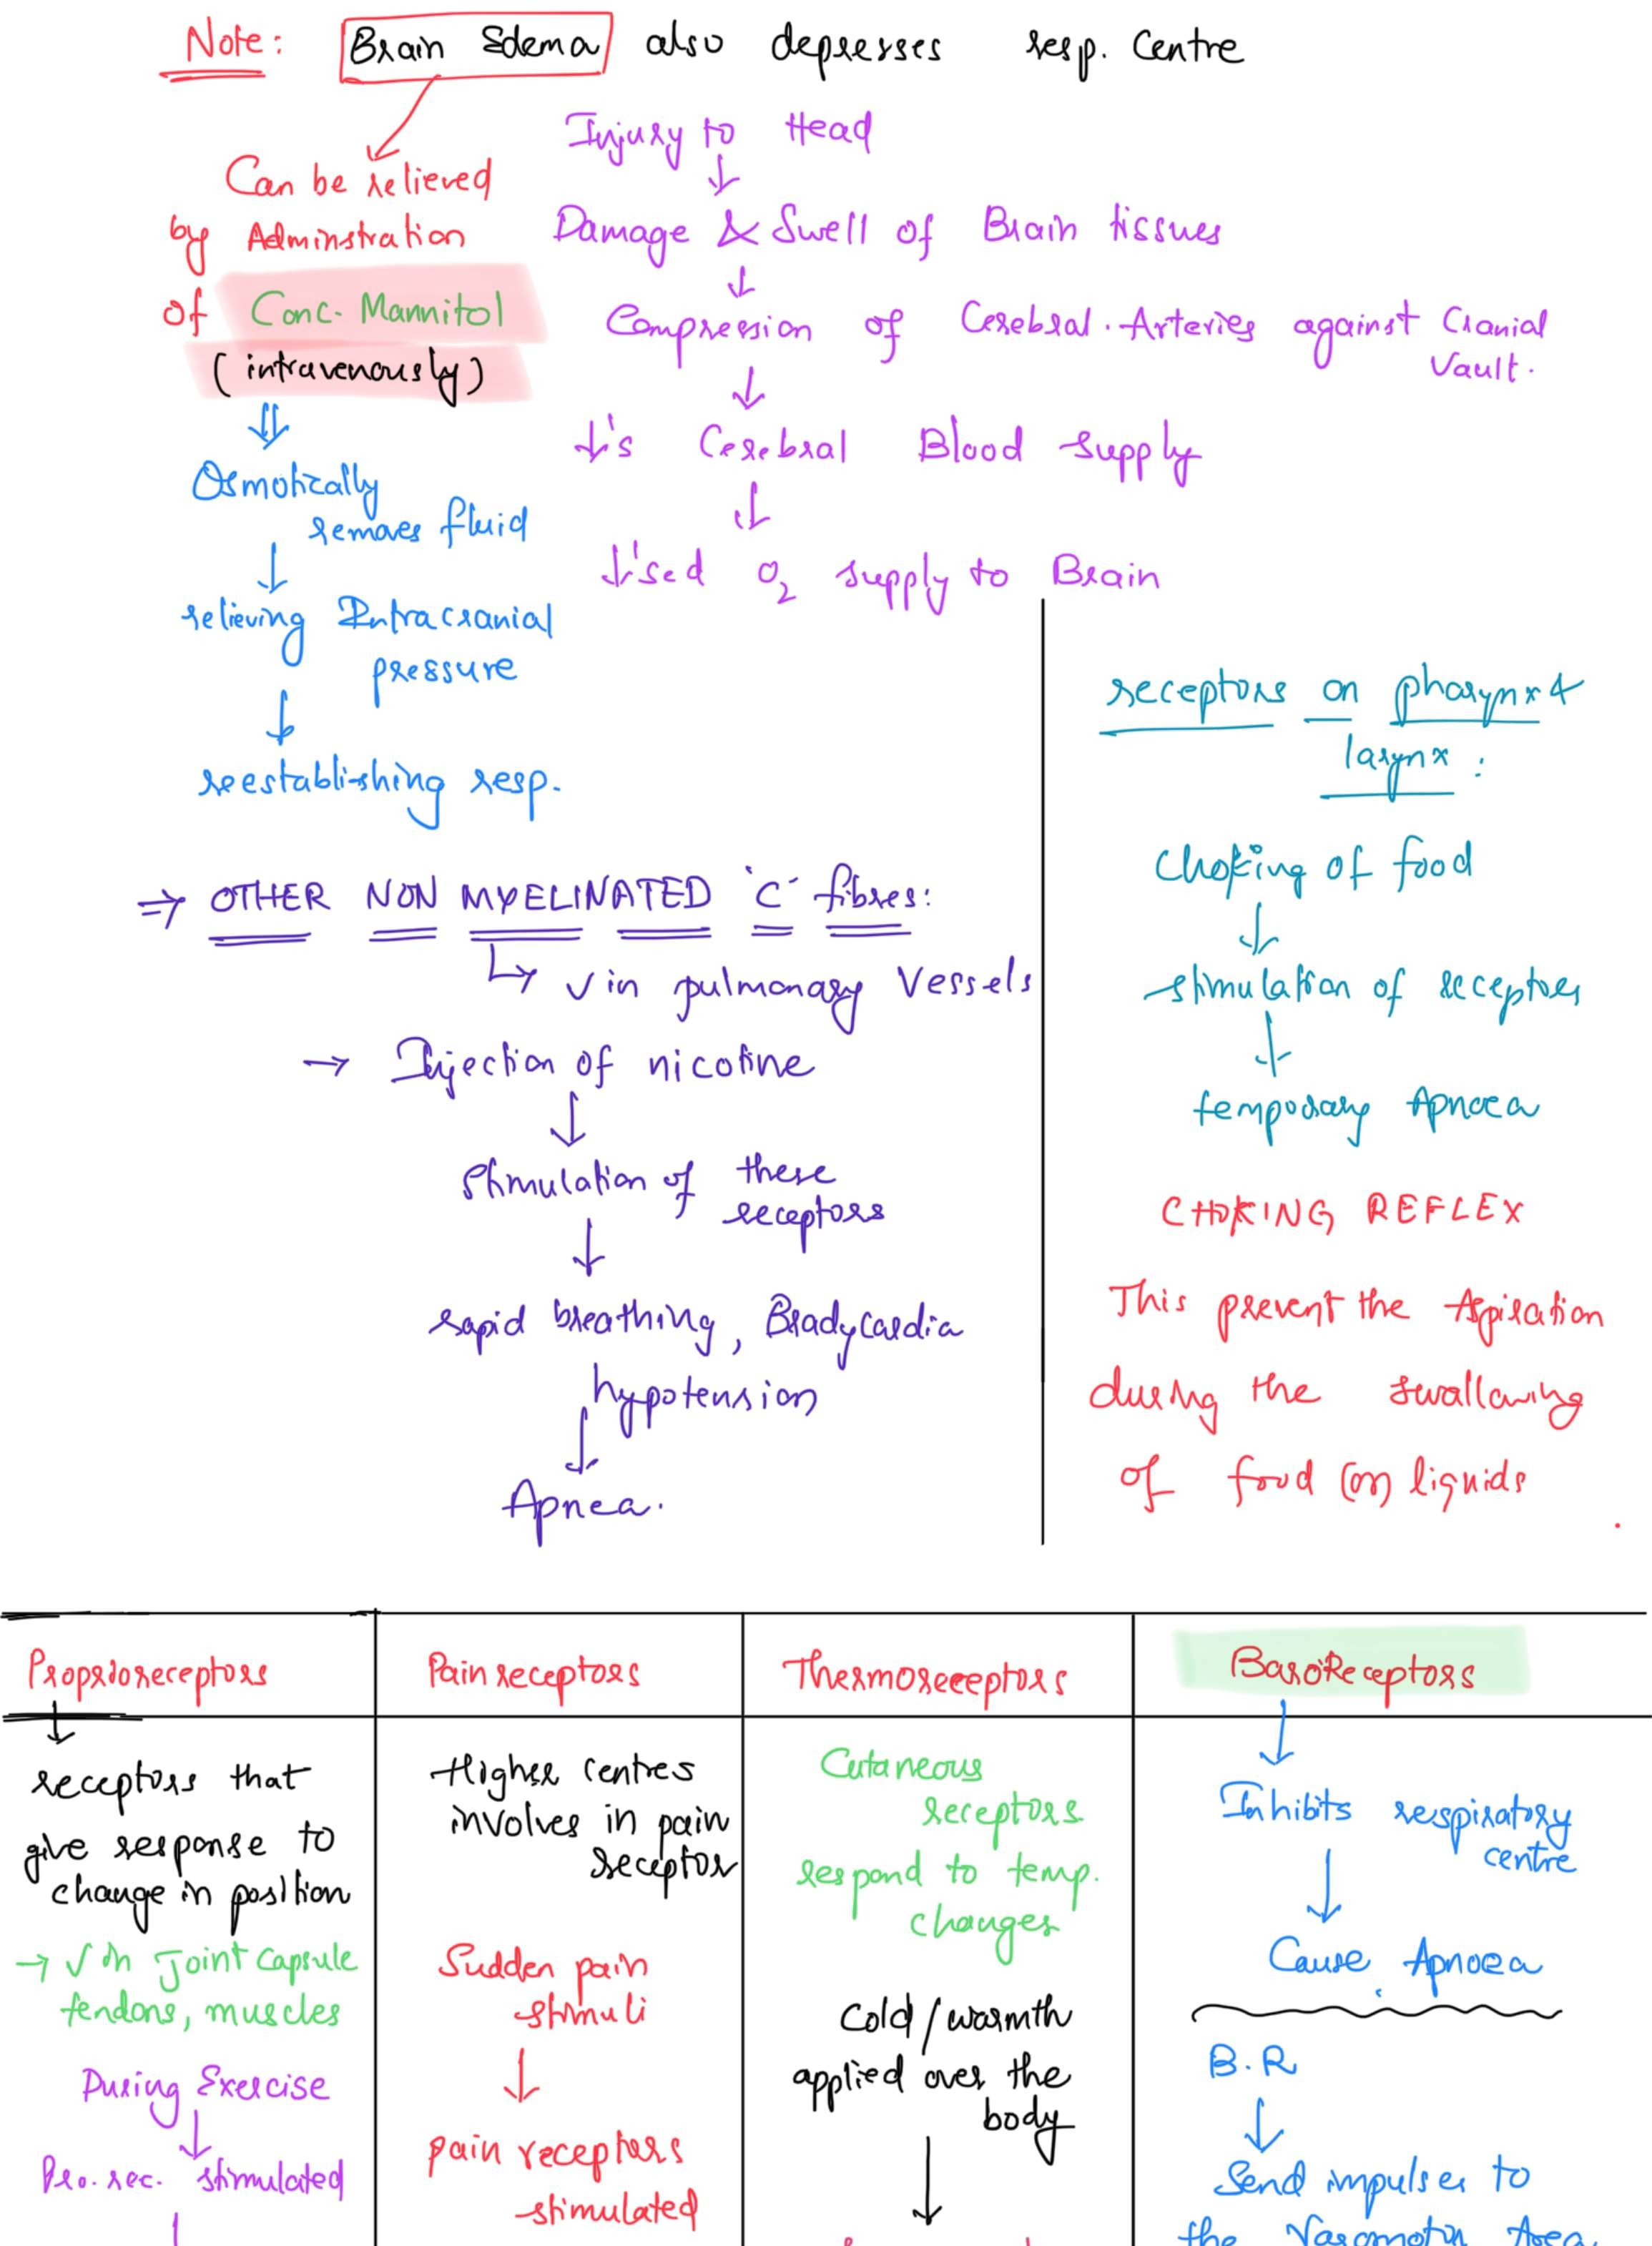 Note: Brain Edema also depresses resp. Centre
Can be relieved
by Adminstration
of Conc. Mannitol
(intravenously)
⇓
Osmotically
removes fluid
↓
relieving Intracranial
pressure
↓
reestablishing resp.
Injury to Head
↓
Damage & Swell of Brain tissues
↓
Compression of Cerebral. Arteries against Cranial
Vault.
↓
↓'s Cerebral Blood supply
↓
↓'sed O2 supply to Brain
⇒ OTHER NON MYELINATED 'C' fibres:
↳ √ in pulmonary Vessels
→ Injection of nicotine
↓
Stimulation of these
receptors
↓
rapid breathing, Bradycardia
hypotension
↓
Apnea.
receptors on pharynx &
larynx :
Choking of food
↓
stimulation of receptors
↓
temporary Apnoea
CHOKING REFLEX
This prevent the Aspiration
during the swallowing
of food (or) liquids
Proprioreceptors
↓
receptors that
give response to
change in position
→ √ in Joint Capsule
tendons, muscles
During Exercise
↓
Pro. rec. stimulated
Pain receptors
Higher centres
involves in pain
receptor
Sudden pain
stimuli
↓
pain receptors
stimulated
Thermoreceptors
Cutaneous
receptors
respond to temp.
changes
Cold/warmth
applied over the
body
↓
BaroReceptors
↓
Inhibits respiratory
centre
↓
Cause Apnoea
B.R
↓
Send impulses to
the Vasomotor Area